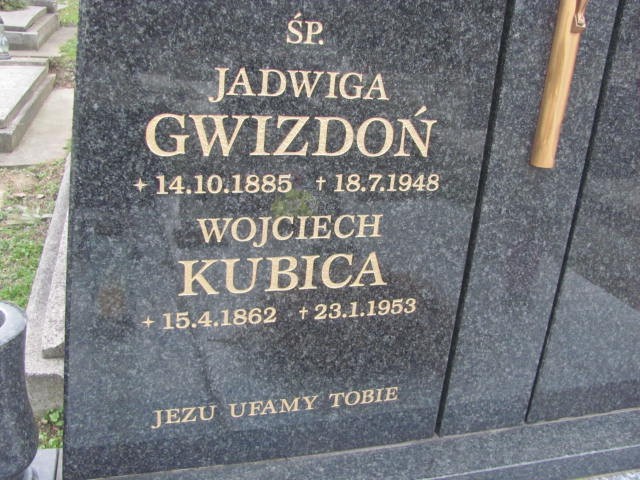 ŚP.
JADWIGA
GWIZDOŃ
+ 14.10.1885 † 18.7.1948
WOJCIECH
KUBICA
+ 15.4.1862 † 23.1.1953
JEZU UFAMY TOBIE